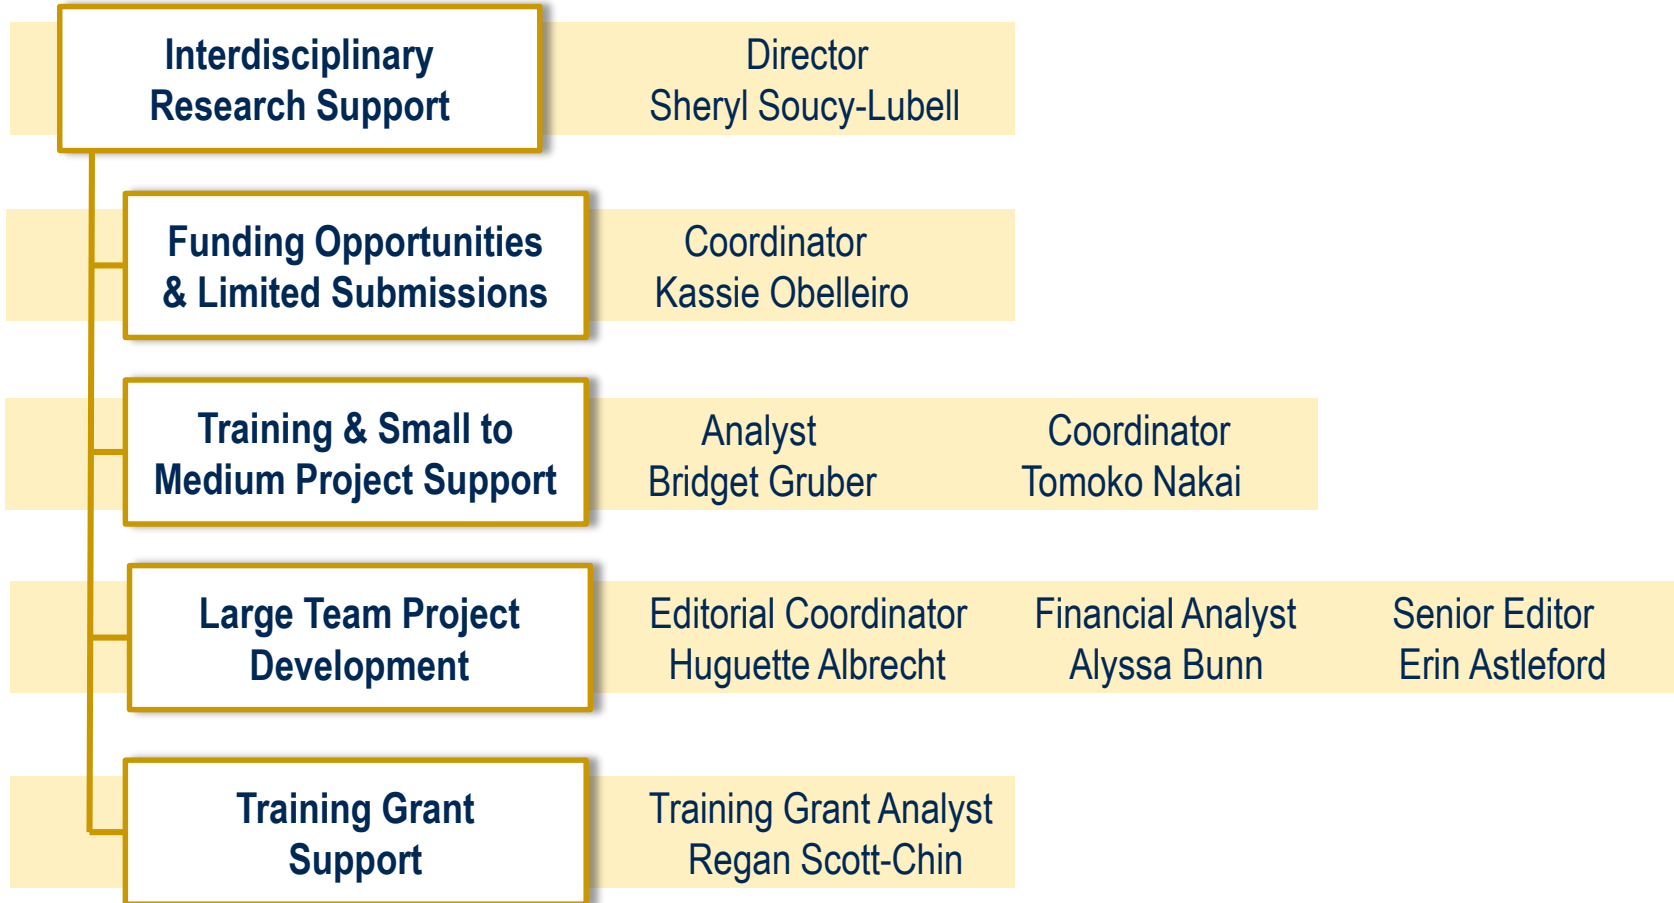 Interdisciplinary
Research Support
Director
Sheryl Soucy-Lubell
Funding Opportunities
& Limited Submissions
Coordinator
Kassie Obelleiro
Training & Small to
Medium Project Support
Analyst
Bridget Gruber
Coordinator
Tomoko Nakai
Large Team Project
Development
Editorial Coordinator
Huguette Albrecht
Financial Analyst
Alyssa Bunn
Senior Editor
Erin Astleford
Training Grant
Support
Training Grant Analyst
Regan Scott-Chin